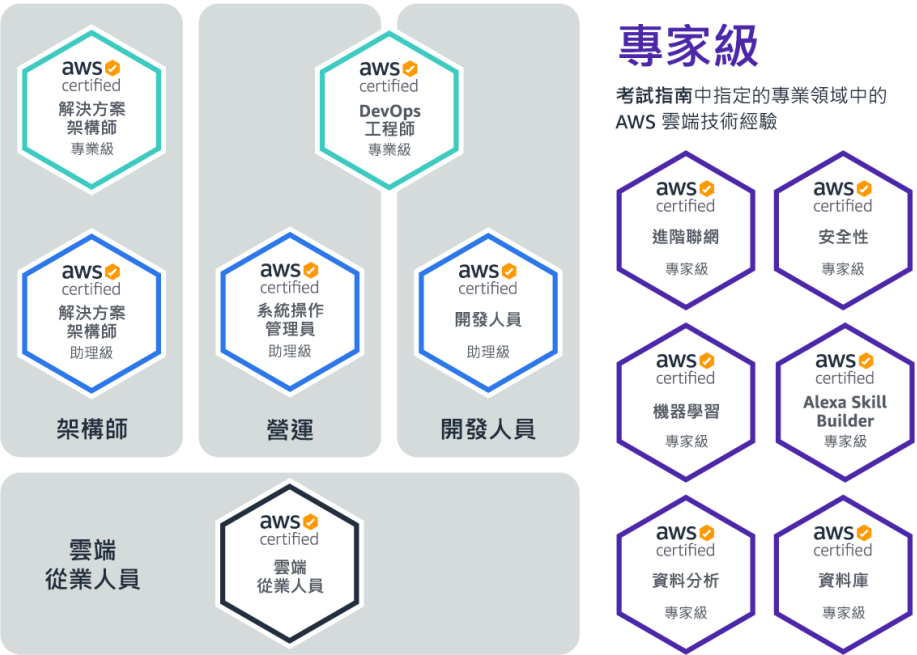 aws
certified
解決方案
架構師
專業級
aws
certified
DevOps
工程師
專業級
aws
certified
解決方案
架構師
助理級
aws
certified
系統操作
管理員
助理級
aws
certified
開發人員
助理級
架構師
營運
開發人員
雲端
從業人員
aws
certified
雲端
從業人員
專家級
考試指南中指定的專業領域中的
AWS 雲端技術經驗
aws
certified
進階聯網
專家級
aws
certified
安全性
專家級
aws
certified
機器學習
專家級
aws
certified
Alexa Skill
Builder
專家級
aws
certified
資料分析
專家級
aws
certified
資料庫
專家級